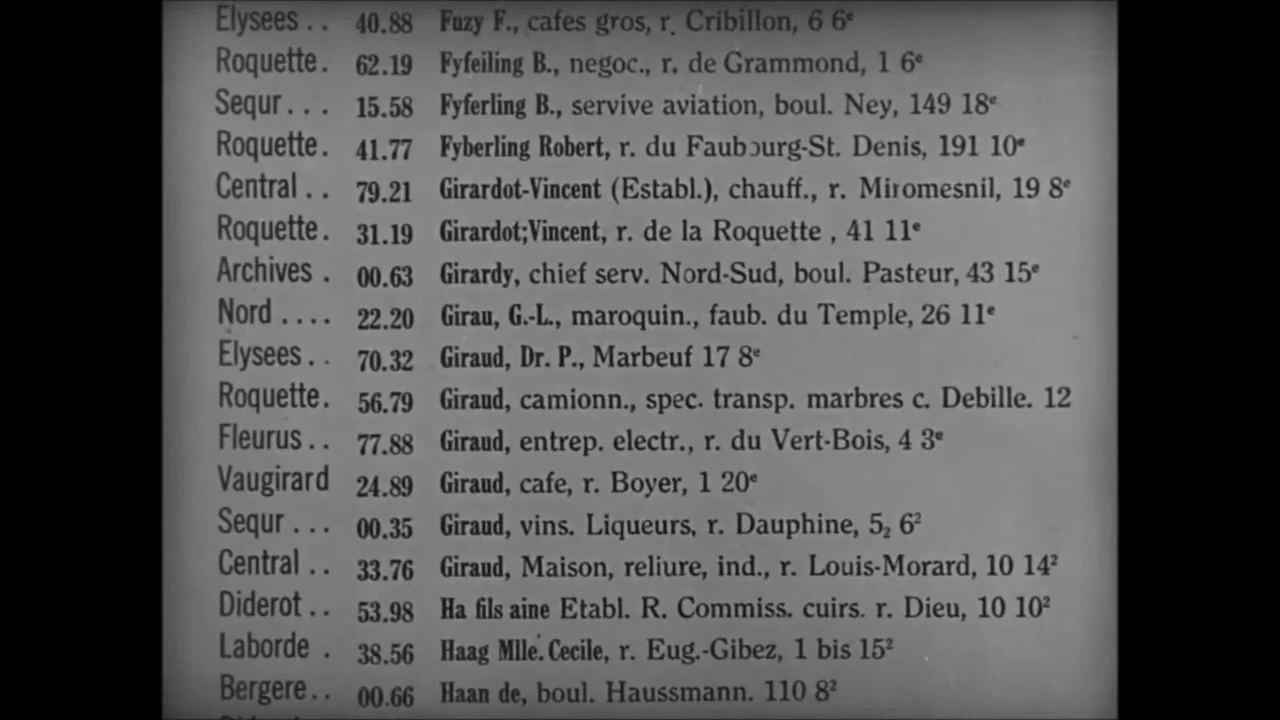 Elysees.. 40.88 Fuzy F., cafes gros, r. Cribillon, 6 6e
Roquette. 62.19 Fyfeiling B., negoc., r. de Grammond, 1 6e
Sequr... 15.58 Fyferling B., servive aviation, boul. Ney, 149 18e
Roquette. 41.77 Fyberling Robert, r. du Faubourg-St. Denis, 191 10e
Central.. 79.21 Girardot-Vincent (Establ.), chauff., r. Miromesnil, 19 8e
Roquette. 31.19 Girardot;Vincent, r. de la Roquette , 41 11e
Archives . 00.63 Girardy, chief serv. Nord-Sud, boul. Pasteur, 43 15e
Nord .... 22.20 Girau, G.-L., maroquin., faub. du Temple, 26 11e
Elysees.. 70.32 Giraud, Dr. P., Marbeuf 17 8e
Roquette. 56.79 Giraud, camionn., spec. transp. marbres c. Debille. 12
Fleurus.. 77.88 Giraud, entrep. electr., r. du Vert-Bois, 4 3e
Vaugirard 24.89 Giraud, cafe, r. Boyer, 1 20e
Sequr ... 00.35 Giraud, vins. Liqueurs, r. Dauphine, 5₂ 6²
Central.. 33.76 Giraud, Maison, reliure, ind., r. Louis-Morard, 10 14²
Diderot.. 53.98 Ha fils aine Etabl. R. Commiss. cuirs. r. Dieu, 10 10²
Laborde . 38.56 Haag Mlle. Cecile, r. Eug.-Gibez, 1 bis 15²
Bergere.. 00.66 Haan de, boul. Haussmann. 110 8²